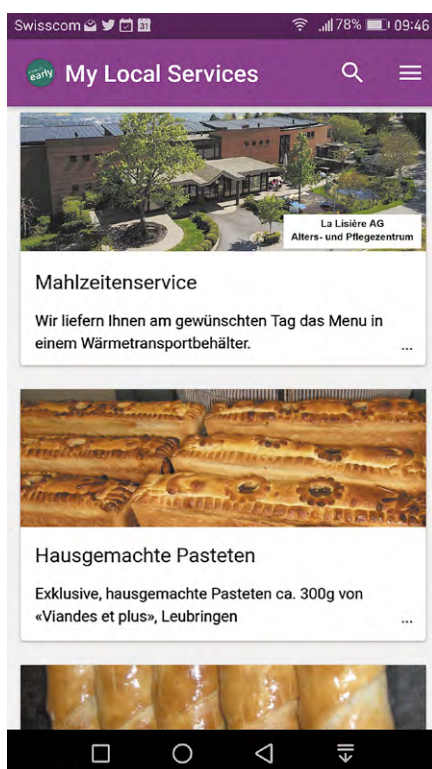 Swisscom 31 78% 09:46
early My Local Services
La Lisière AG
Alters- und Pflegezentrum
Mahlzeitenservice
Wir liefern Ihnen am gewünschten Tag das Menu in
einem Wärmetransportbehälter.
...
Hausgemachte Pasteten
Exklusive, hausgemachte Pasteten ca. 300g von
«Viandes et plus», Leubringen
...